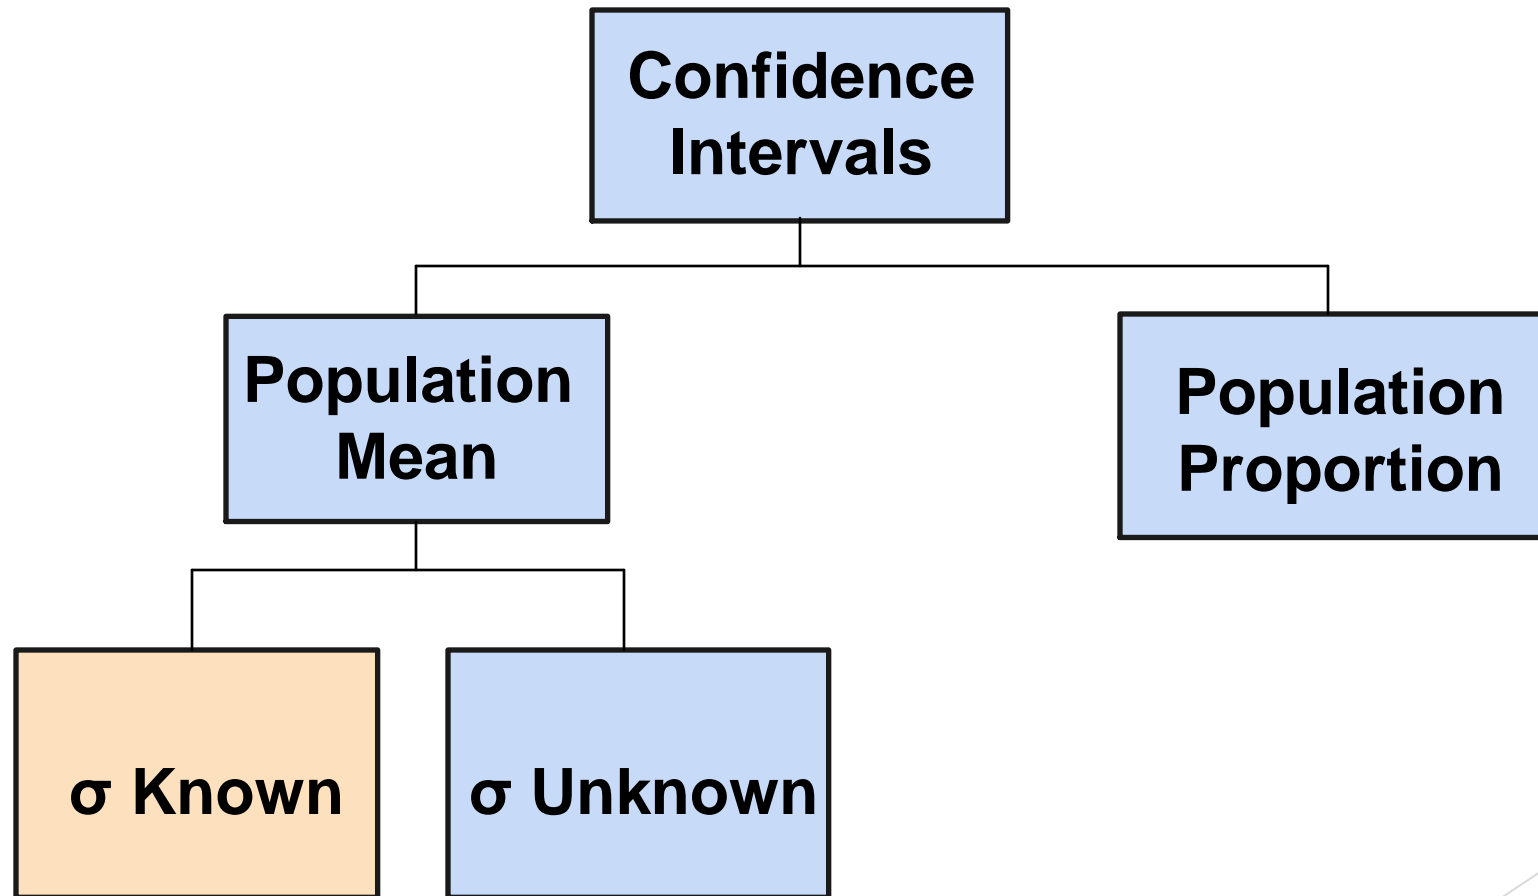 Confidence
Intervals
Population
Mean
Population
Proportion
σ Known
σ Unknown